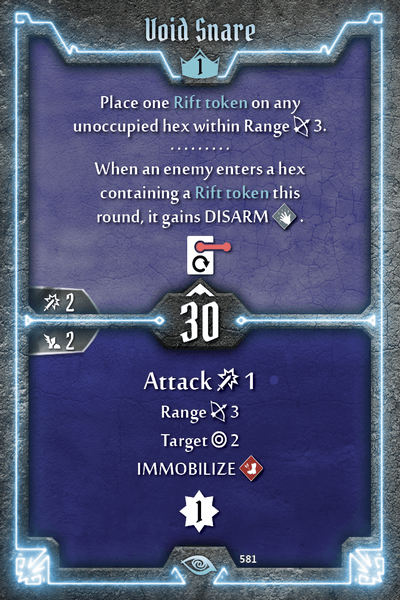 Void Snare
1
Place one Rift token on any
unoccupied hex within Range 3.
.........
When an enemy enters a hex
containing a Rift token this
round, it gains DISARM .
2
30
2
Attack 1
Range 3
Target 2
IMMOBILIZE
1
581